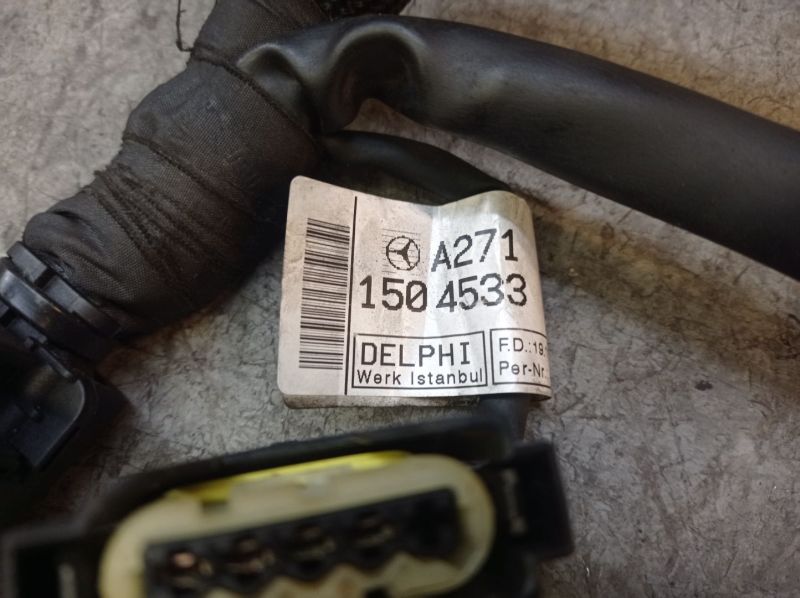 A271
150 4533
DELPHI
Werk Istanbul
F.D.:19.
Per-Nr.: